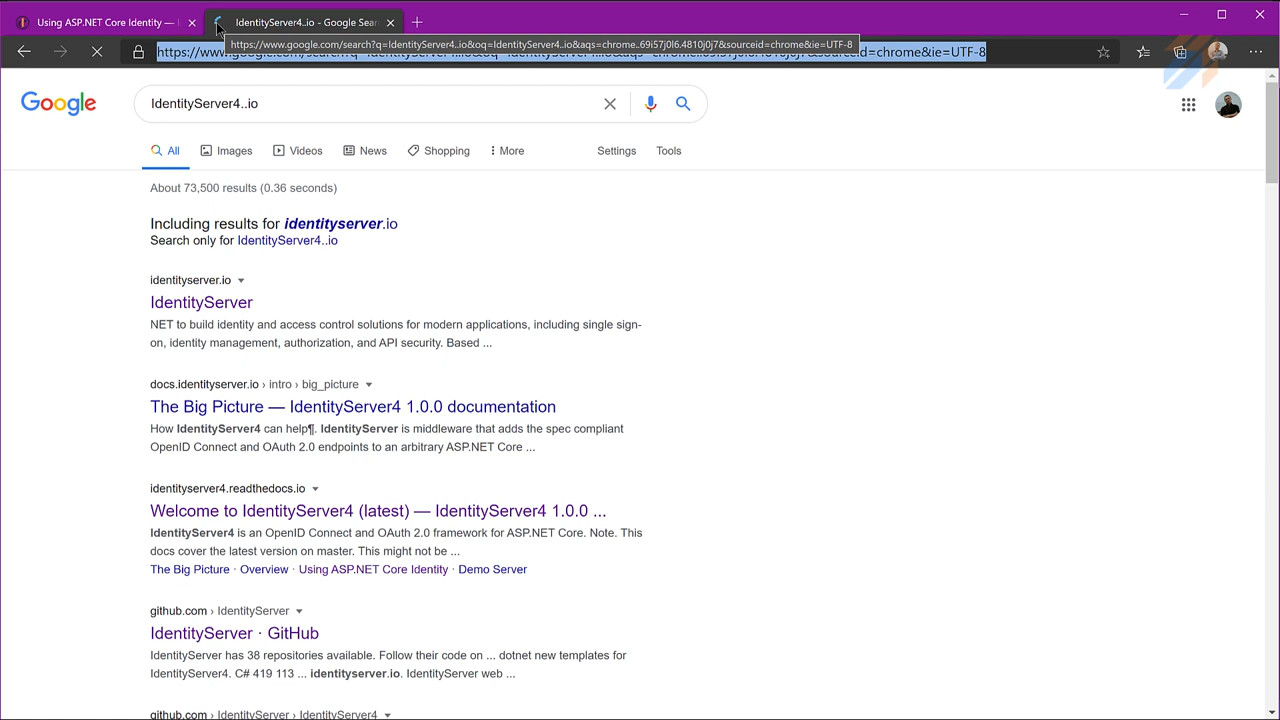 Using ASP.NET Core Identity —
IdentityServer4..io - Google Sear
https://www.google.com/search?q=IdentityServer4..io&oq=IdentityServer4..io&aqs=chrome..69i57j0l6.4810j0j7&sourceid=chrome&ie=UTF-8
Google
IdentityServer4..io
All
Images
Videos
News
Shopping
More
Settings
Tools
About 73,500 results (0.36 seconds)
Including results for identityserver.io
Search only for IdentityServer4..io
identityserver.io
IdentityServer
NET to build identity and access control solutions for modern applications, including single sign-
on, identity management, authorization, and API security. Based ...
docs.identityserver.io › intro › big_picture
The Big Picture — IdentityServer4 1.0.0 documentation
How IdentityServer4 can help¶. IdentityServer is middleware that adds the spec compliant
OpenID Connect and OAuth 2.0 endpoints to an arbitrary ASP.NET Core ...
identityserver4.readthedocs.io
Welcome to IdentityServer4 (latest) — IdentityServer4 1.0.0 ...
IdentityServer4 is an OpenID Connect and OAuth 2.0 framework for ASP.NET Core. Note. This
docs cover the latest version on master. This might not be ...
The Big Picture · Overview · Using ASP.NET Core Identity · Demo Server
github.com › IdentityServer
IdentityServer · GitHub
IdentityServer has 38 repositories available. Follow their code on ... dotnet new templates for
IdentityServer4. C# 419 113 ... identityserver.io. IdentityServer web ...
github.com › IdentityServer › IdentityServer4